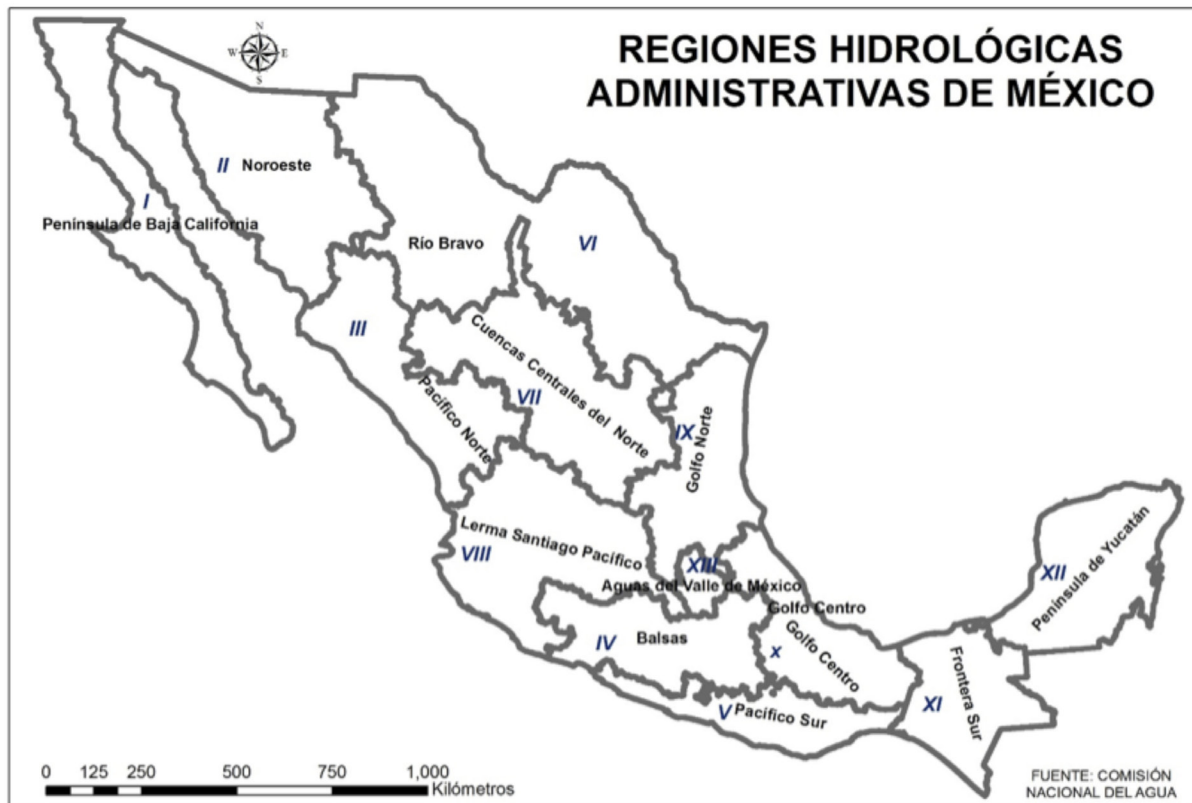 REGIONES HIDROLÓGICAS
ADMINISTRATIVAS DE MÉXICO
N
W E
S
II Noroeste
I
Península de Baja California
Río Bravo
VI
III
Cuencas Centrales del Norte
VII
Pacífico Norte
IX
Golfo Norte
Lerma Santiago Pacífico
VIII
XIII
Aguas del Valle de México
XII
Península de Yucatán
Golfo Centro
IV
Balsas
x
Golfo Centro
V
Pacífico Sur
XI
Frontera Sur
0 125 250 500 750 1,000
Kilómetros
FUENTE: COMISIÓN
NACIONAL DEL AGUA